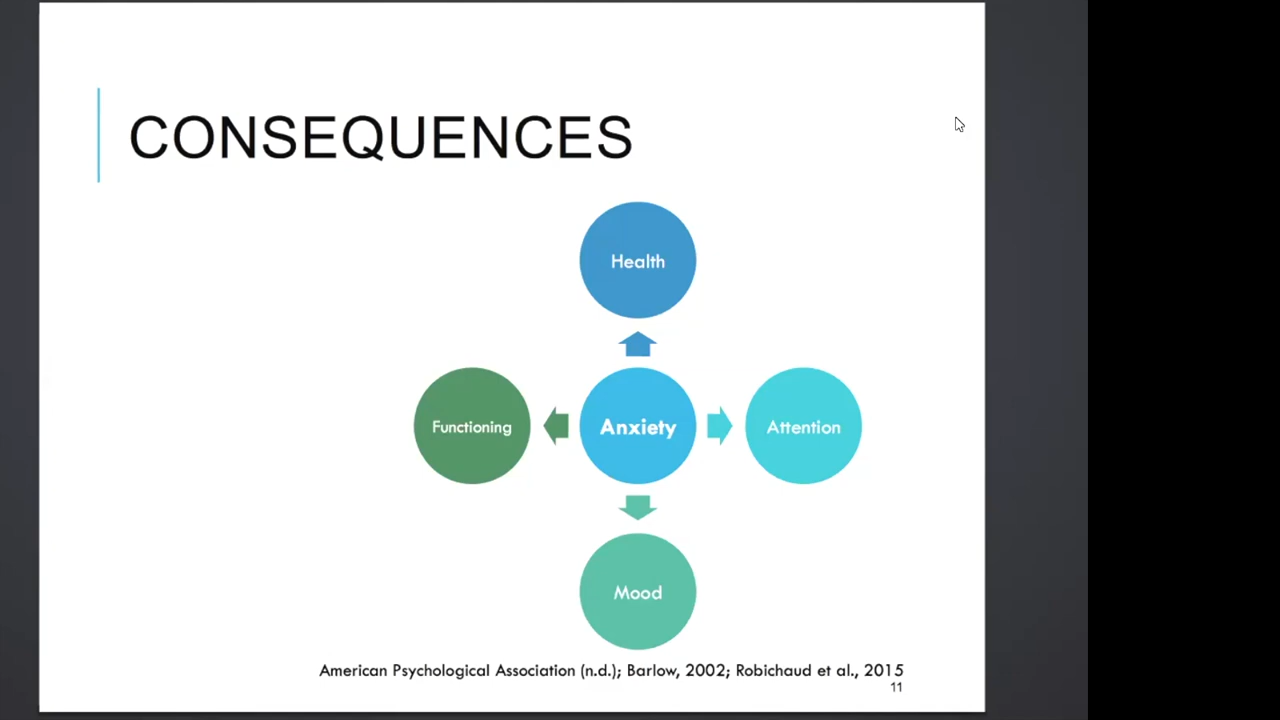 CONSEQUENCES
Health
Functioning
Anxiety
Attention
Mood
American Psychological Association (n.d.); Barlow, 2002; Robichaud et al., 2015
11